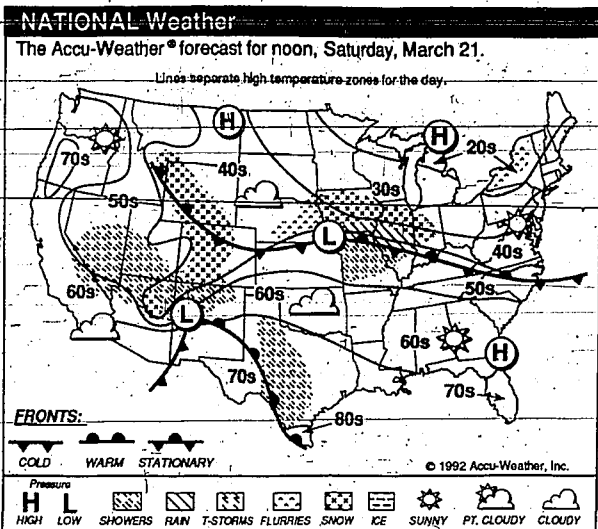 NATIONAL Weather
The Accu-Weather® forecast for noon, Saturday, March 21.
Lines separate high temperature zones for the day.
H
H
70s
20s
40s
30s
50s
L
40s
60s
60s
50s
L
60s
H
70s
70s
80s
FRONTS:
COLD WARM STATIONARY
© 1992 Accu-Weather, Inc.
Pressure
H L
HIGH LOW SHOWERS RAIN T-STORMS FLURRIES SNOW ICE SUNNY PT. CLOUDY CLOUDY